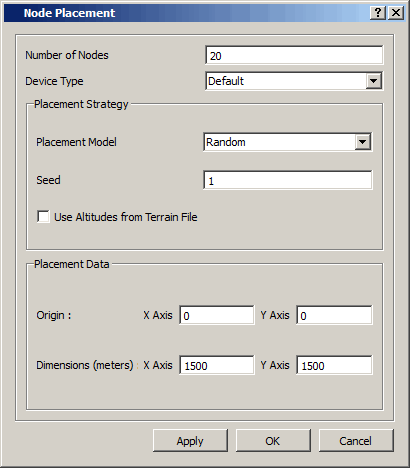 Node Placement
Number of Nodes 20
Device Type Default
Placement Strategy
Placement Model Random
Seed 1
Use Altitudes from Terrain File
Placement Data
Origin : X Axis 0 Y Axis 0
Dimensions (meters) : X Axis 1500 Y Axis 1500
Apply OK Cancel